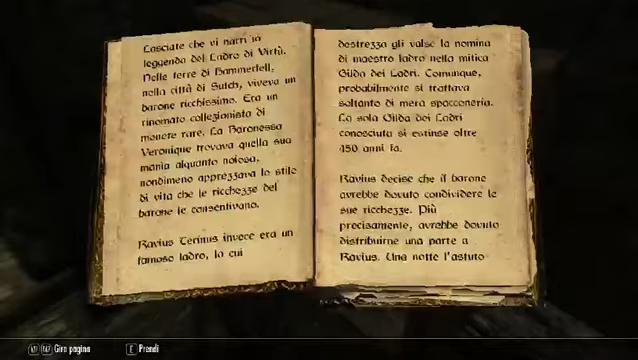 Lasciate che vi narri la
leggenda del Ladro di Virtù.
Nelle terre di Hammerfell,
nella città di Sutch, viveva un
barone ricchissimo. Era un
rinomato collezionista di
monete rare. La Baronessa
Veronique trovava quella sua
mania alquanto noiosa,
nondimeno apprezzava lo stile
di vita che le ricchezze del
barone le consentivano.
Ravius Terinus invece era un
famoso ladro, la cui
destrezza gli valse la nomina
di maestro ladro nella mitica
Gilda dei Ladri. Comunque,
probabilmente si trattava
soltanto di mera spacconeria.
La sola Gilda dei Ladri
conosciuta si estinse oltre
450 anni fa.
Ravius decise che il barone
avrebbe dovuto condividere le
sue ricchezze. Più
precisamente, avrebbe dovuto
distribuirne una parte a
Ravius. Una notte l'astuto
Gira pagina
E Prendi